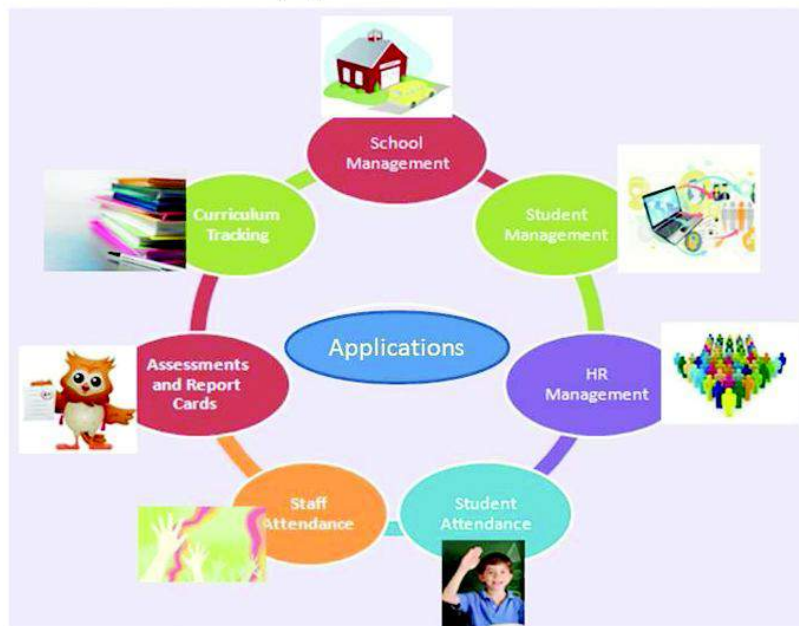 School
Management
Student
Management
HR
Management
Student
Attendance
Staff
Attendance
Assessments
and Report
Cards
Curriculum
Tracking
Applications